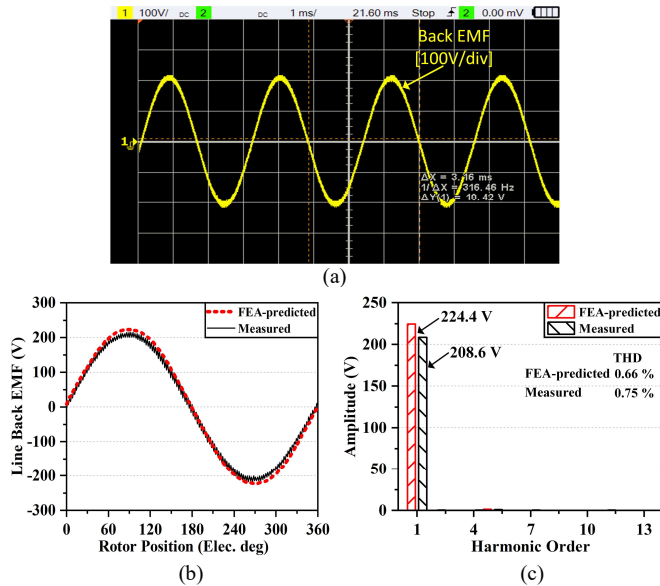 1 100V/ DC 2 DC 1 ms/ 21.60 ms Stop 2 0.00 mV
Back EMF
[100V/div]
1
ΔX = 3.16 ms
1/ΔX = 316.46 Hz
ΔY(1) = 10.42 V
(a)
300
200
100
0
-100
-200
-300
Line Back EMF (V)
FEA-predicted
Measured
0 60 120 180 240 300 360
Rotor Position (Elec. deg)
(b)
250
200
150
100
50
0
Amplitude (V)
FEA-predicted
Measured
224.4 V
208.6 V
THD
FEA-predicted 0.66 %
Measured 0.75 %
1 4 7 10 13
Harmonic Order
(c)